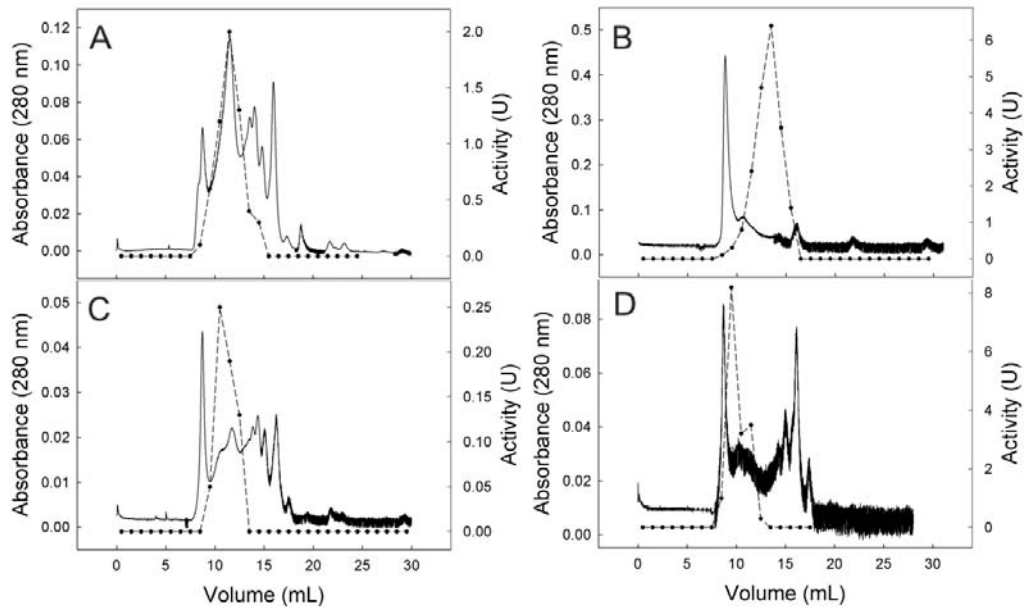 A
Absorbance (280 nm)
0.12
0.10
0.08
0.06
0.04
0.02
0.00
2.0
1.5
1.0
0.5
0.0
Activity (U)
B
Absorbance (280 nm)
0.5
0.4
0.3
0.2
0.1
0.0
6
5
4
3
2
1
0
Activity (U)
C
Absorbance (280 nm)
0.05
0.04
0.03
0.02
0.01
0.00
0.25
0.20
0.15
0.10
0.05
0.00
Activity (U)
0 5 10 15 20 25 30
Volume (mL)
D
Absorbance (280 nm)
0.08
0.06
0.04
0.02
0.00
8
6
4
2
0
Activity (U)
0 5 10 15 20 25 30
Volume (mL)